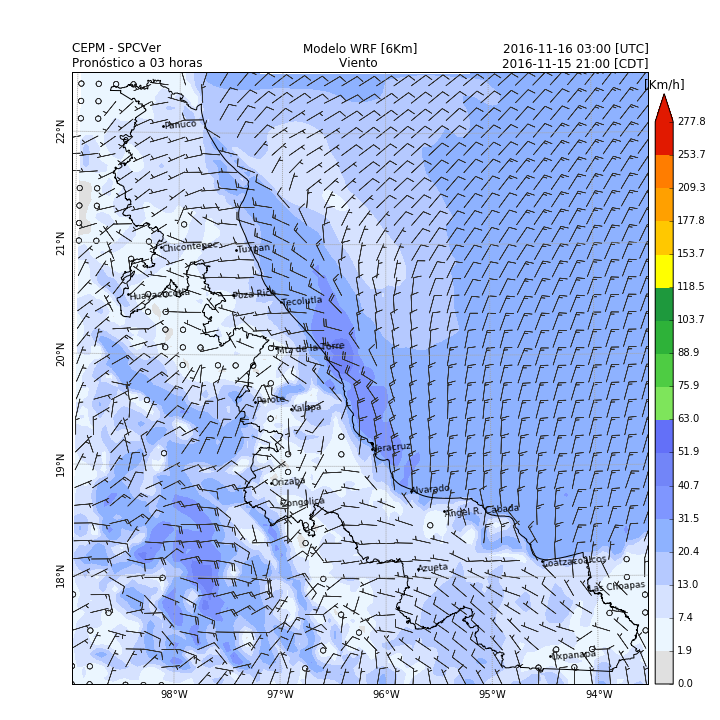 CEPM - SPCVer Modelo WRF [6Km] 2016-11-16 03:00 [UTC]
Pronóstico a 03 horas Viento 2016-11-15 21:00 [CDT]
[Km/h]
277.8
253.7
209.3
177.8
153.7
118.5
103.7
88.9
75.9
63.0
51.9
40.7
31.5
20.4
13.0
7.4
1.9
0.0
22°N
21°N
20°N
19°N
18°N
Panuco
Chicontepec
Tuxpan
Huayacocotla
Poza Rica
Tecolutla
Mtz de la Torre
Perote
Xalapa
Veracruz
Orizaba
Alvarado
Zongolica
Angel R. Cabada
Azueta
Coatzacoalcos
Las Choapas
Uxpanapa
98°W 97°W 96°W 95°W 94°W